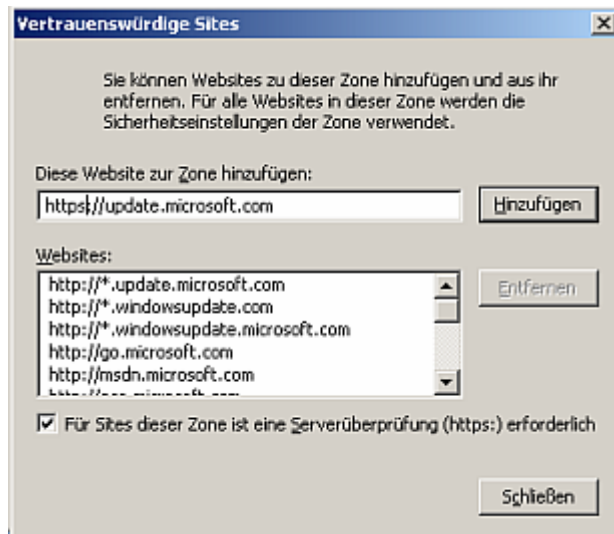 Vertrauenswürdige Sites
Sie können Websites zu dieser Zone hinzufügen und aus ihr
entfernen. Für alle Websites in dieser Zone werden die
Sicherheitseinstellungen der Zone verwendet.
Diese Website zur Zone hinzufügen:
https://update.microsoft.com
Hinzufügen
Websites:
http://*.update.microsoft.com
http://*.windowsupdate.com
http://*.windowsupdate.microsoft.com
http://go.microsoft.com
http://msdn.microsoft.com
Entfernen
Für Sites dieser Zone ist eine Serverüberprüfung (https:) erforderlich
Schließen